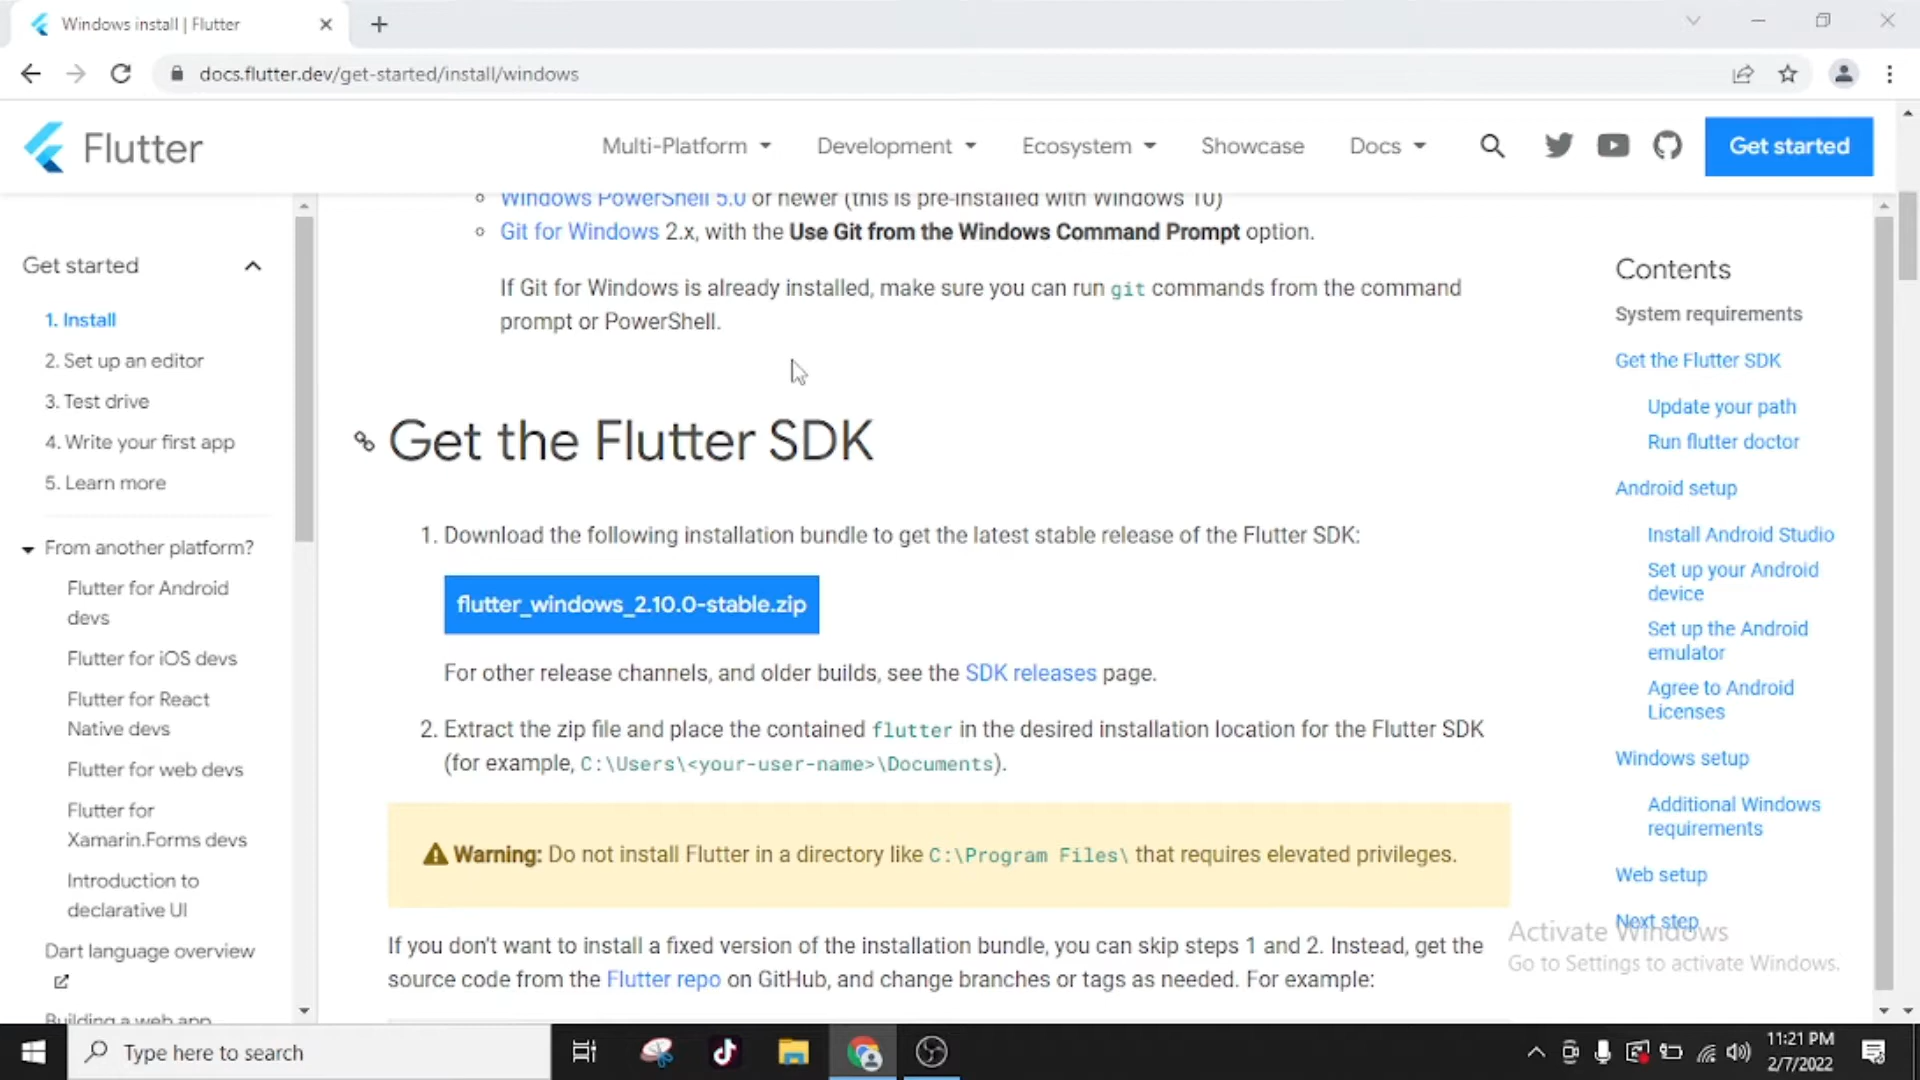 Windows install | Flutter
docs.flutter.dev/get-started/install/windows
Flutter
Multi-Platform
Development
Ecosystem
Showcase
Docs
Get started
Get started
1. Install
2. Set up an editor
3. Test drive
4. Write your first app
5. Learn more
From another platform?
Flutter for Android
devs
Flutter for iOS devs
Flutter for React
Native devs
Flutter for web devs
Flutter for
Xamarin.Forms devs
Introduction to
declarative UI
Dart language overview
Building a web app
Windows PowerShell 5.0 or newer (this is pre-installed with Windows 10)
Git for Windows 2.x, with the Use Git from the Windows Command Prompt option.
If Git for Windows is already installed, make sure you can run git commands from the command
prompt or PowerShell.
Get the Flutter SDK
1. Download the following installation bundle to get the latest stable release of the Flutter SDK:
flutter_windows_2.10.0-stable.zip
For other release channels, and older builds, see the SDK releases page.
2. Extract the zip file and place the contained flutter in the desired installation location for the Flutter SDK
(for example, C:\Users\<your-user-name>\Documents).
Warning: Do not install Flutter in a directory like C:\Program Files\ that requires elevated privileges.
If you don't want to install a fixed version of the installation bundle, you can skip steps 1 and 2. Instead, get the
source code from the Flutter repo on GitHub, and change branches or tags as needed. For example:
Contents
System requirements
Get the Flutter SDK
Update your path
Run flutter doctor
Android setup
Install Android Studio
Set up your Android
device
Set up the Android
emulator
Agree to Android
Licenses
Windows setup
Additional Windows
requirements
Web setup
Next step
Activate Windows
Go to Settings to activate Windows.
Type here to search
11:21 PM
2/7/2022